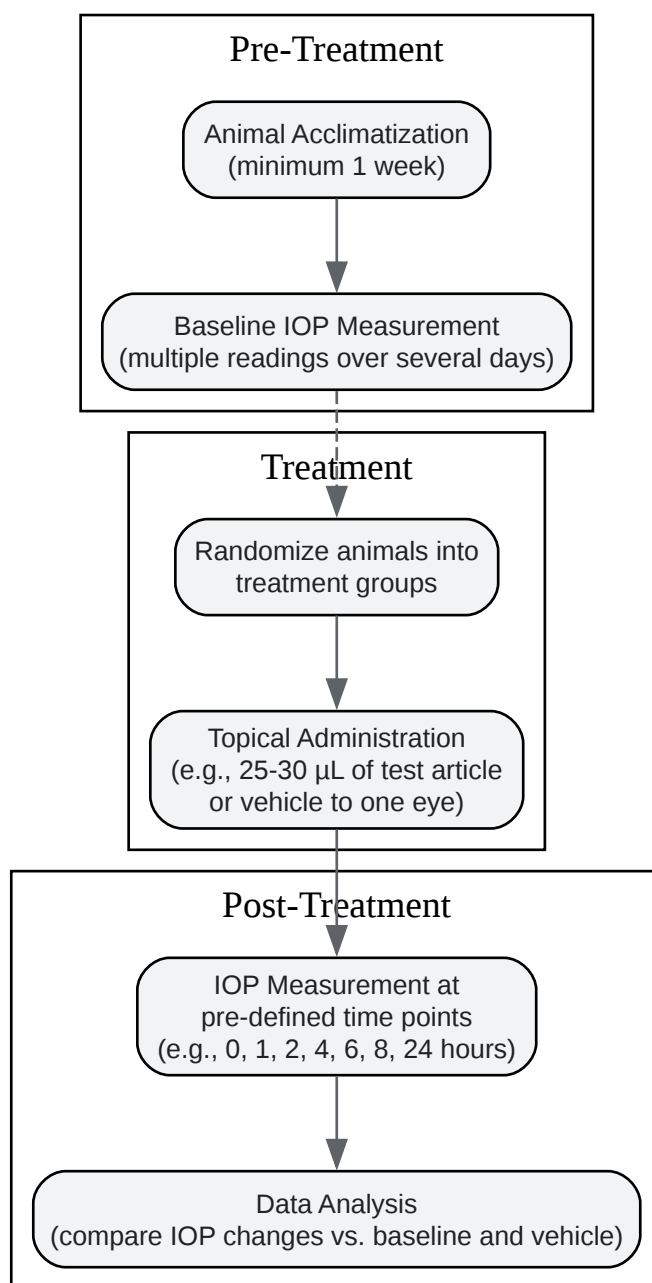 Pre-Treatment
Animal Acclimatization
(minimum 1 week)
Baseline IOP Measurement
(multiple readings over several days)
Treatment
Randomize animals into
treatment groups
Topical Administration
(e.g., 25-30 µL of test article
or vehicle to one eye)
Post-Treatment
IOP Measurement at
pre-defined time points
(e.g., 0, 1, 2, 4, 6, 8, 24 hours)
Data Analysis
(compare IOP changes vs. baseline and vehicle)